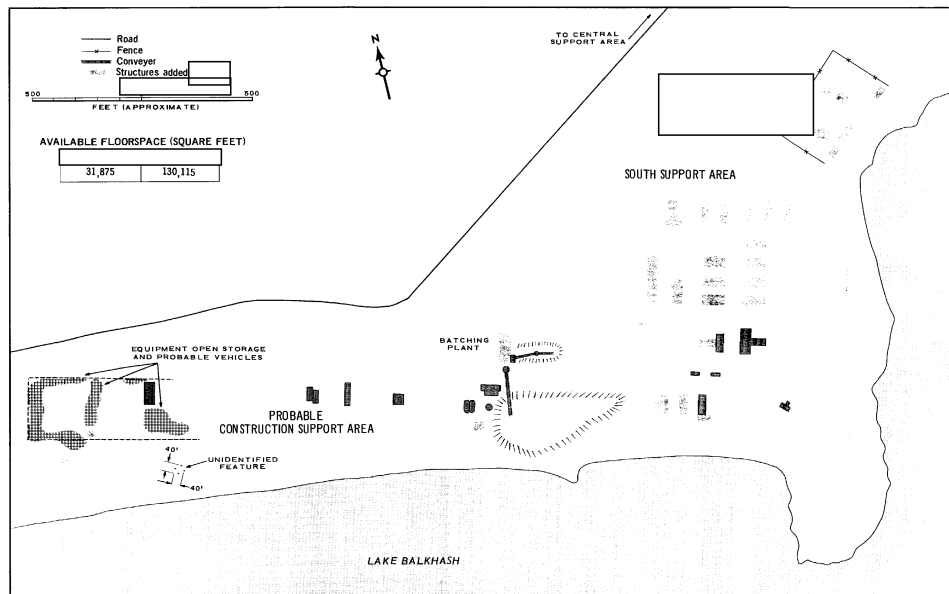 Road
Fence
Conveyer
Structures added
500 500
FEET (APPROXIMATE)
AVAILABLE FLOORSPACE (SQUARE FEET)
31,875 130,115
N
TO CENTRAL
SUPPORT AREA
SOUTH SUPPORT AREA
BATCHING
PLANT
EQUIPMENT OPEN STORAGE
AND PROBABLE VEHICLES
PROBABLE
CONSTRUCTION SUPPORT AREA
40'
UNIDENTIFIED
FEATURE
40'
LAKE BALKHASH